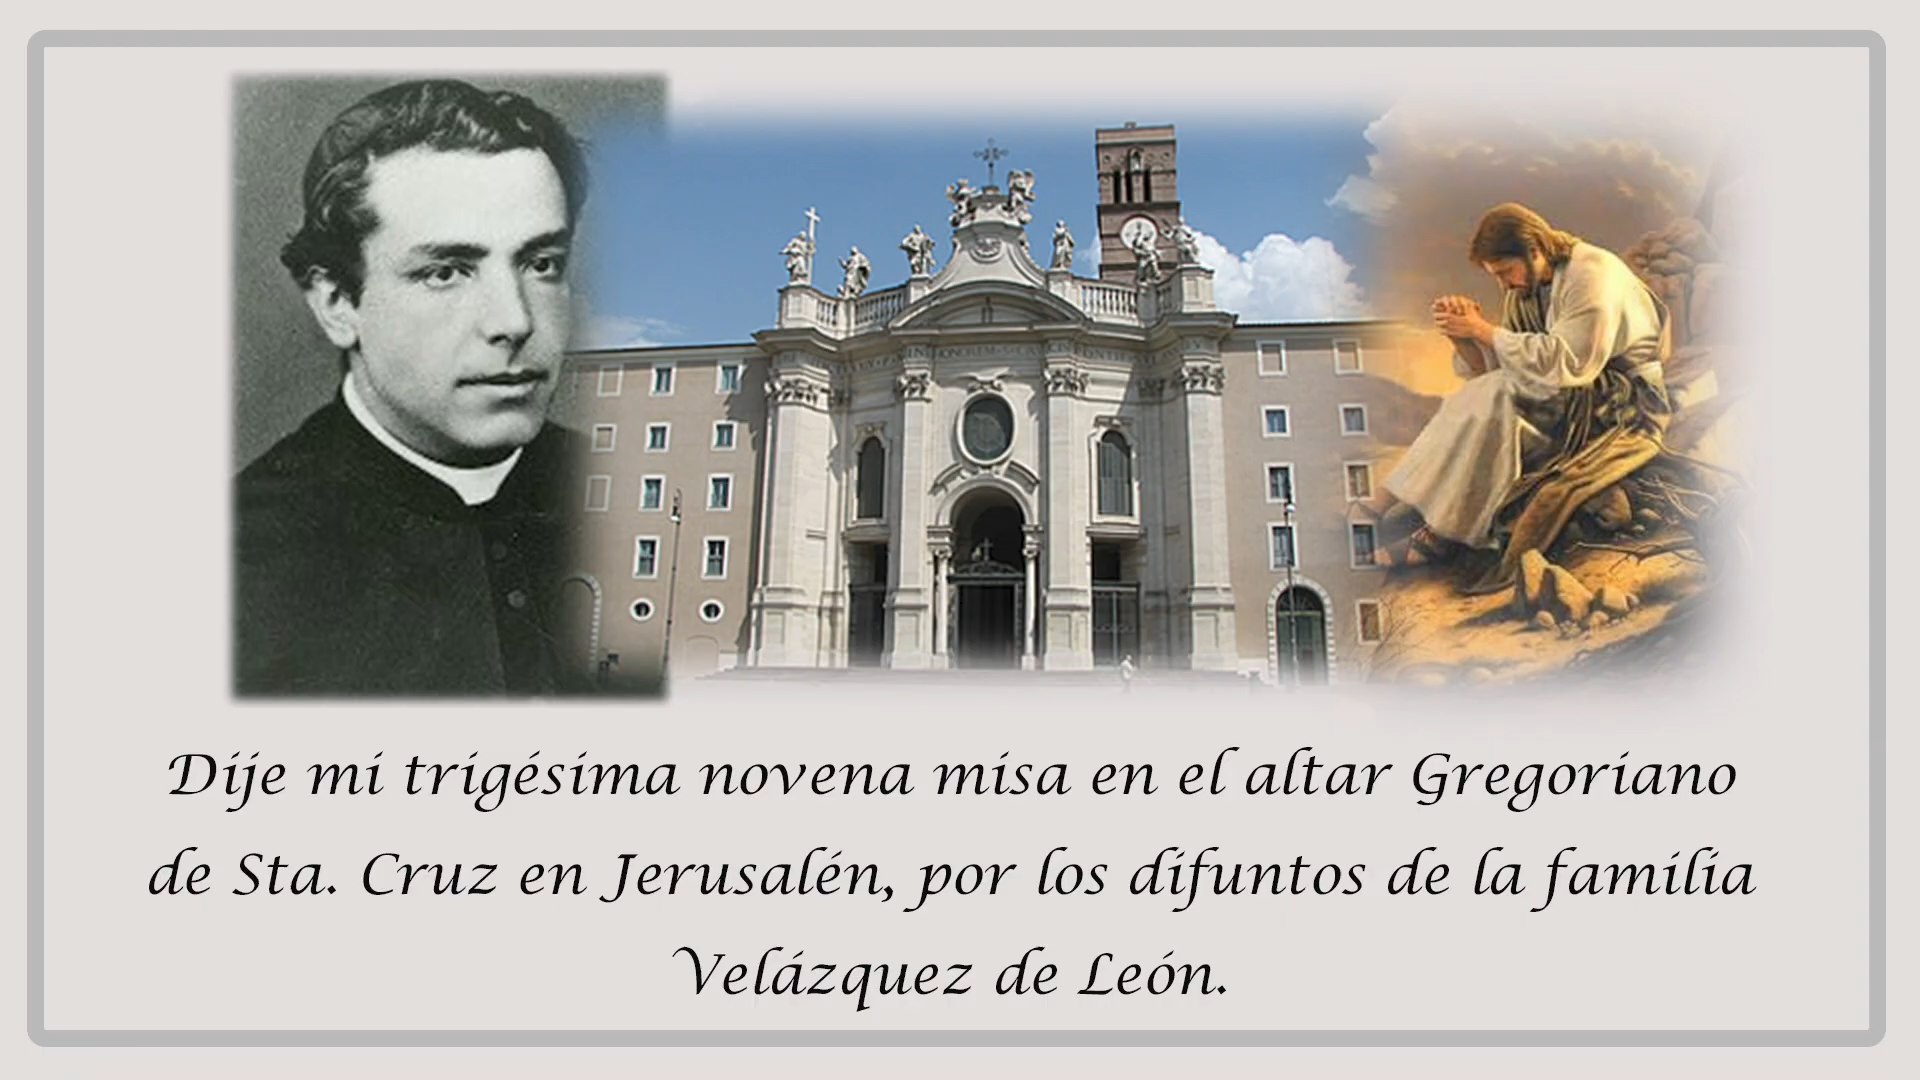 Dije mi trigésima novena misa en el altar Gregoriano
de Sta. Cruz en Jerusalén, por los difuntos de la familia
Velázquez de León.